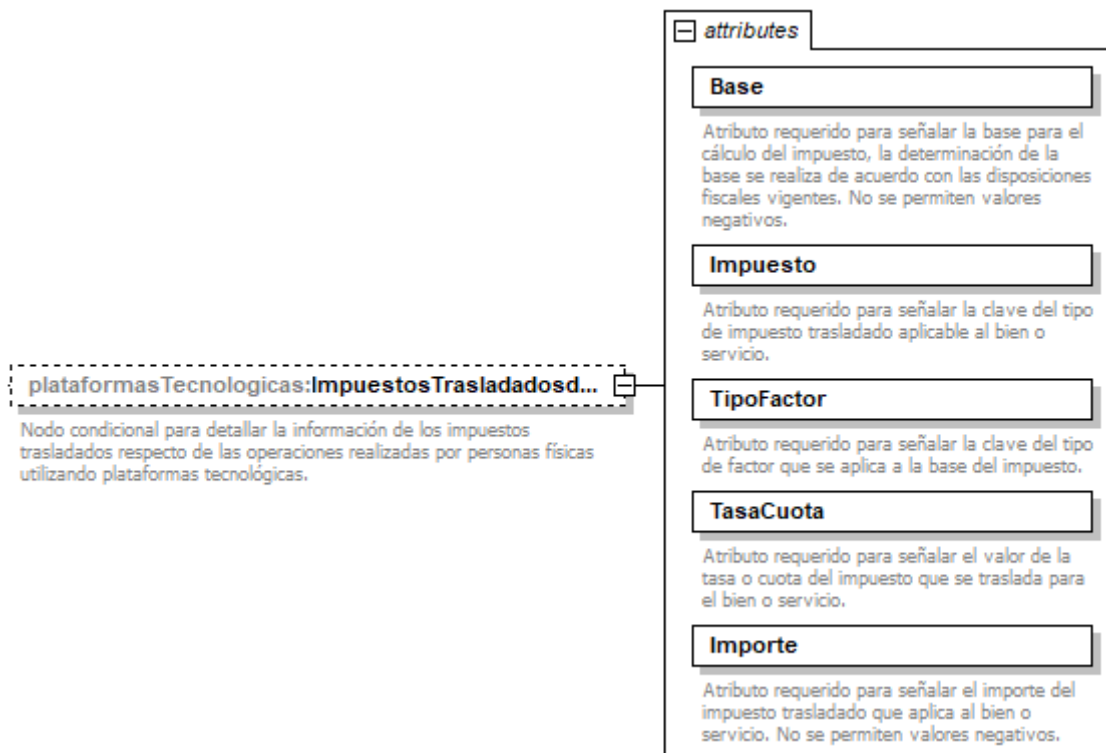 attributes
Base
Atributo requerido para señalar la base para el
cálculo del impuesto, la determinación de la
base se realiza de acuerdo con las disposiciones
fiscales vigentes. No se permiten valores
negativos.
Impuesto
Atributo requerido para señalar la clave del tipo
de impuesto trasladado aplicable al bien o
servicio.
plataformasTecnologicas:ImpuestosTrasladadosd...
Nodo condicional para detallar la información de los impuestos
trasladados respecto de las operaciones realizadas por personas físicas
utilizando plataformas tecnológicas.
TipoFactor
Atributo requerido para señalar la clave del tipo
de factor que se aplica a la base del impuesto.
TasaCuota
Atributo requerido para señalar el valor de la
tasa o cuota del impuesto que se traslada para
el bien o servicio.
Importe
Atributo requerido para señalar el importe del
impuesto trasladado que aplica al bien o
servicio. No se permiten valores negativos.